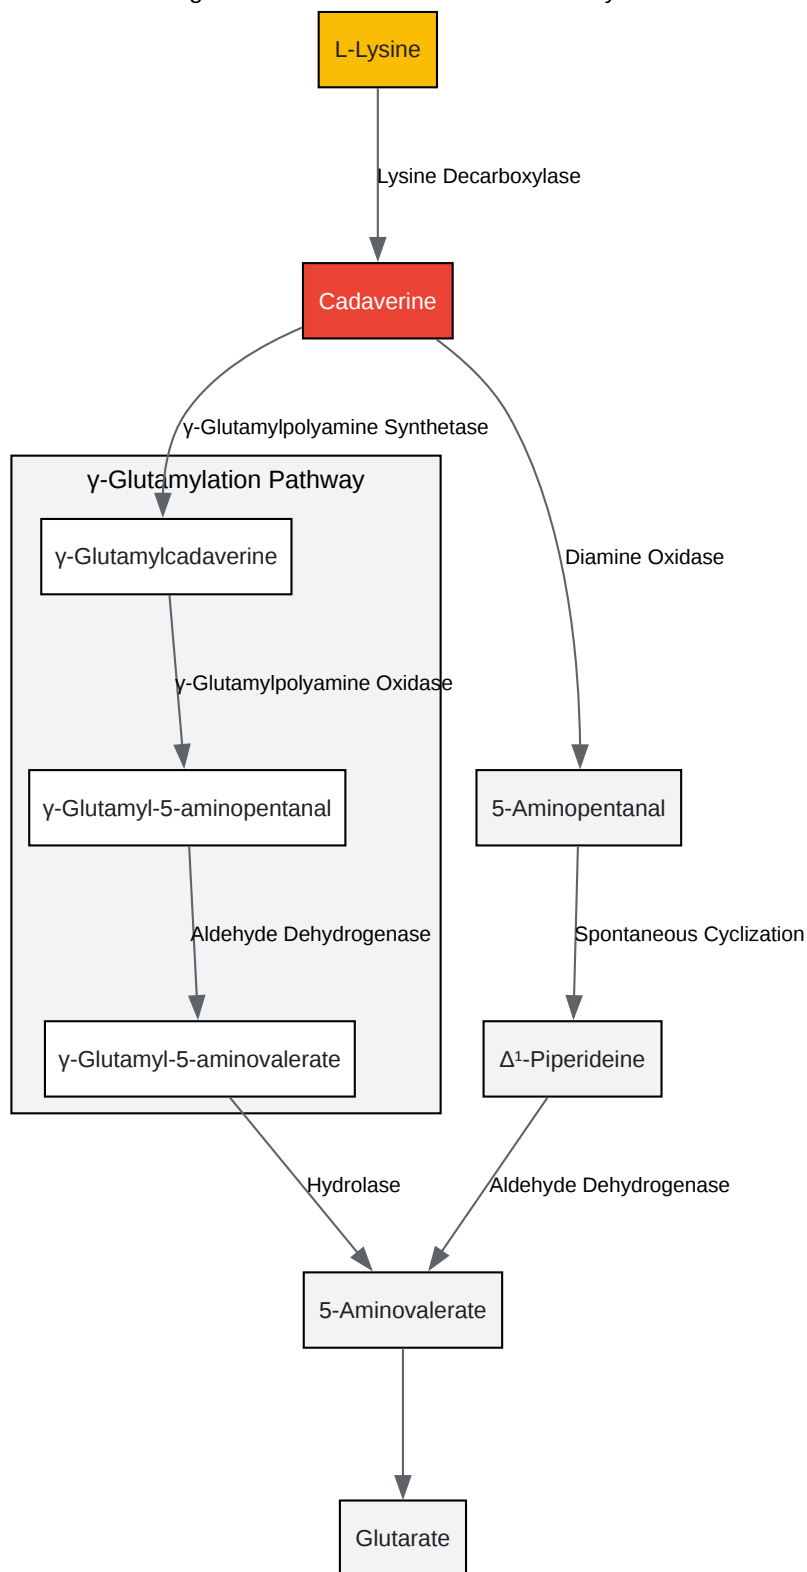 L-Lysine
Lysine Decarboxylase
Cadaverine
γ-Glutamylpolyamine Synthetase
γ-Glutamylation Pathway
γ-Glutamylcadaverine
Diamine Oxidase
γ-Glutamylpolyamine Oxidase
γ-Glutamyl-5-aminopentanal
5-Aminopentanal
Aldehyde Dehydrogenase
Spontaneous Cyclization
γ-Glutamyl-5-aminovalerate
Δ¹-Piperideine
Hydrolase
Aldehyde Dehydrogenase
5-Aminovalerate
Glutarate